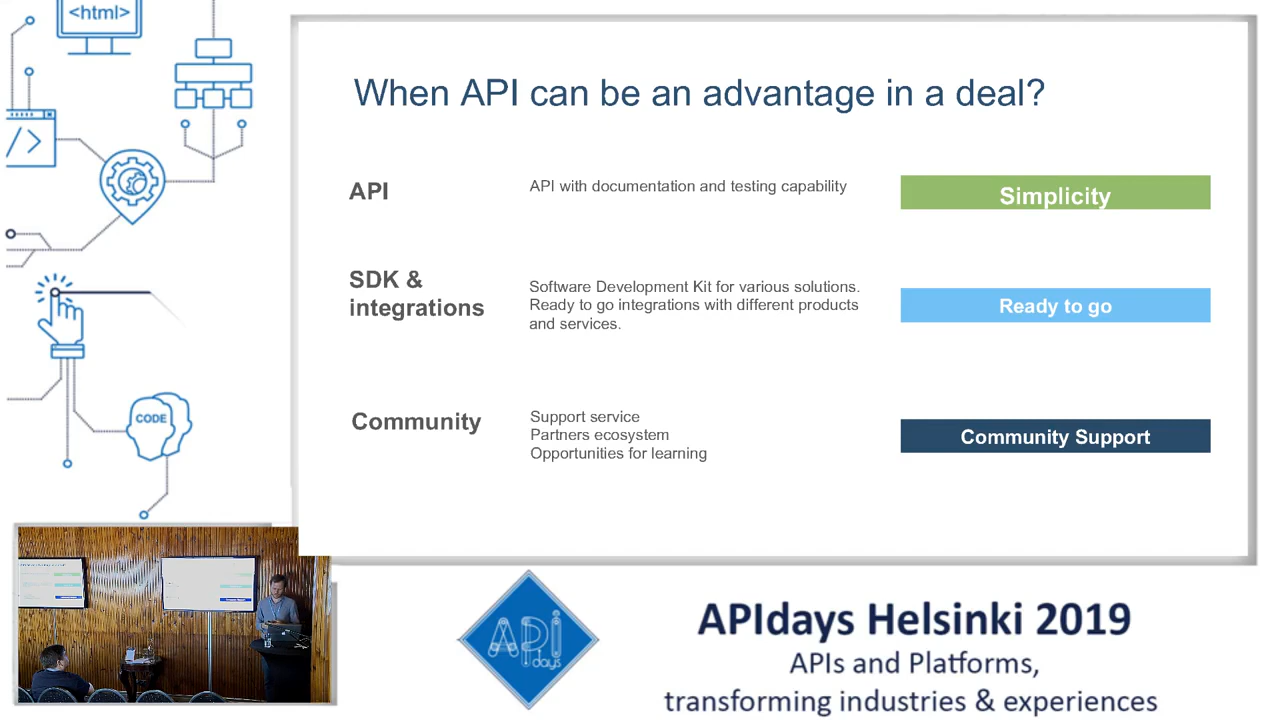 <html>
When API can be an advantage in a deal?
API
API with documentation and testing capability
Simplicity
/>
SDK &
integrations
Software Development Kit for various solutions.
Ready to go integrations with different products
and services.
Ready to go
CODE
Community
Support service
Partners ecosystem
Opportunities for learning
Community Support
API
days
APIdays Helsinki 2019
APIs and Platforms,
transforming industries & experiences